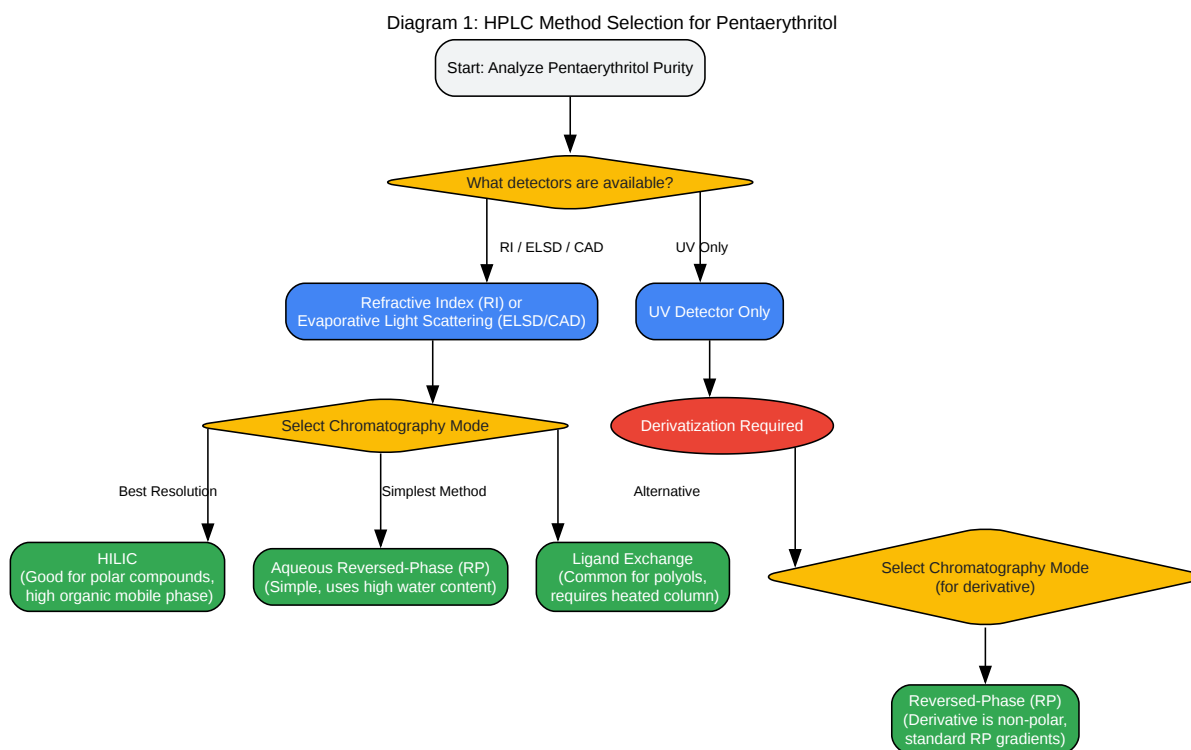 Diagram 1: HPLC Method Selection for Pentaerythritol
Start: Analyze Pentaerythritol Purity
What detectors are available?
RI / ELSD / CAD
UV Only
Refractive Index (RI) or
Evaporative Light Scattering (ELSD/CAD)
UV Detector Only
Select Chromatography Mode
Derivatization Required
Best Resolution
Simplest Method
Alternative
HILIC
(Good for polar compounds,
high organic mobile phase)
Aqueous Reversed-Phase (RP)
(Simple, uses high water content)
Ligand Exchange
(Common for polyols,
requires heated column)
Select Chromatography Mode
(for derivative)
Reversed-Phase (RP)
(Derivative is non-polar,
standard RP gradients)